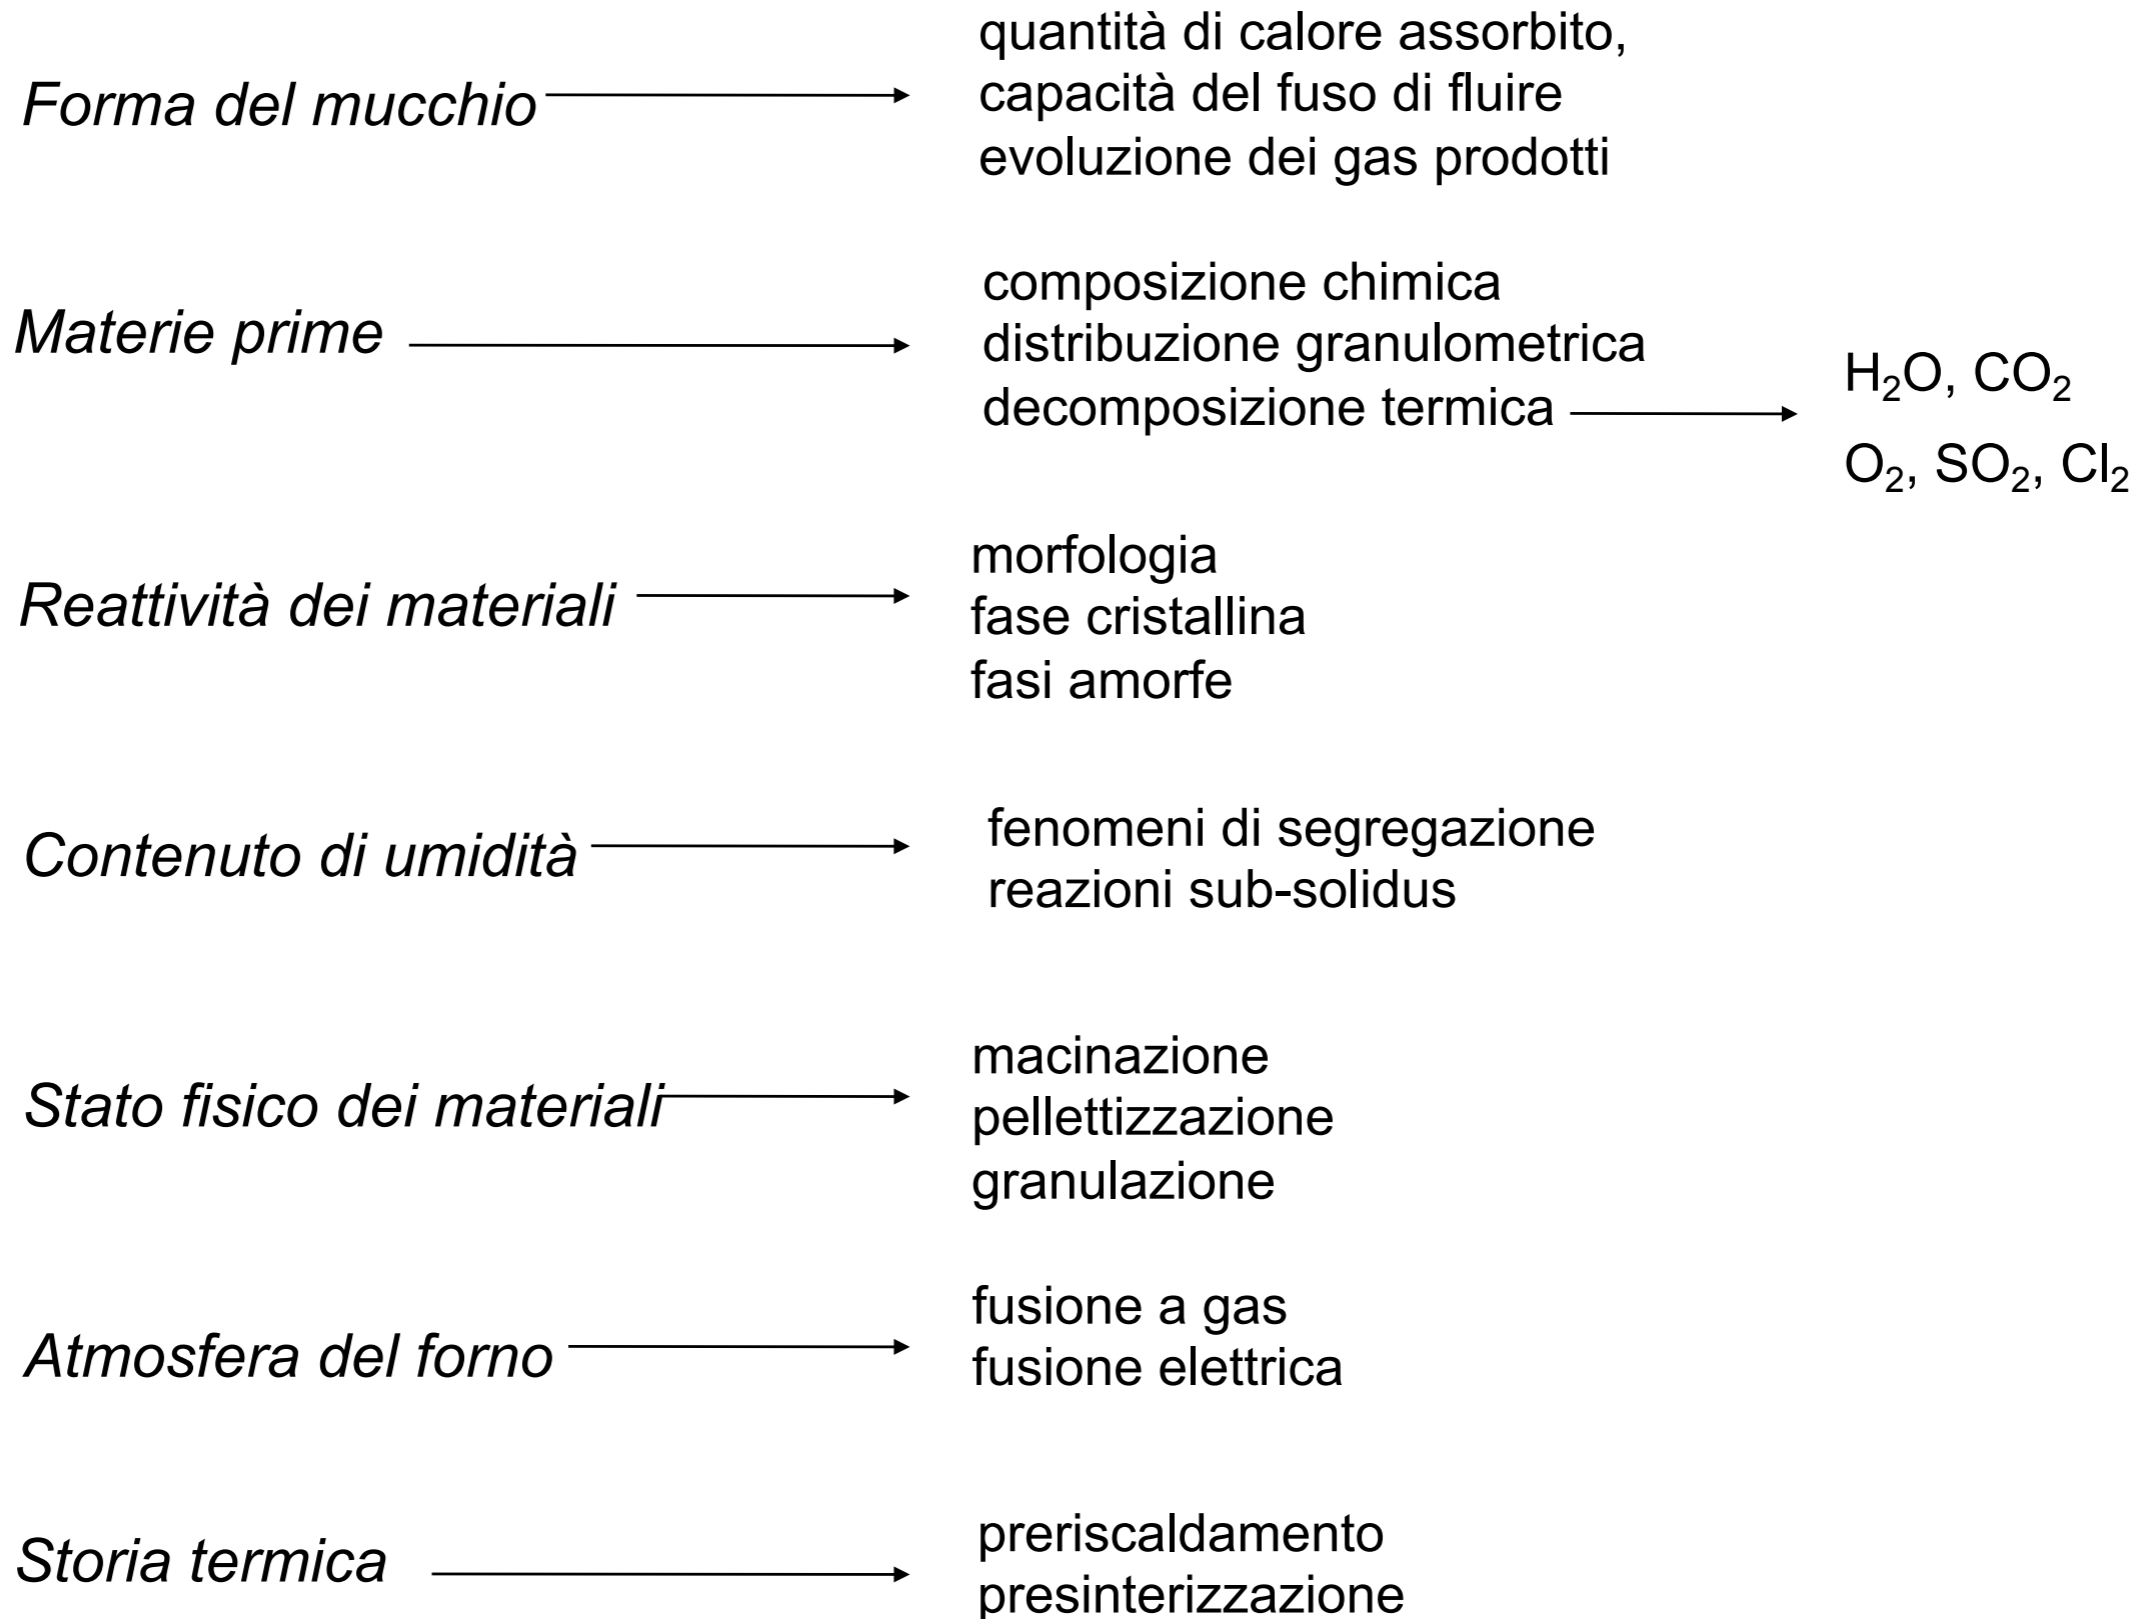 quantità di calore assorbito,
Forma del mucchio
capacità del fuso di fluire
evoluzione dei gas prodotti
composizione chimica
Materie prime
distribuzione granulometrica
decomposizione termica
H₂O, CO₂
O₂, SO₂, Cl₂
morfologia
Reattività dei materiali
fase cristallina
fasi amorfe
Contenuto di umidità
fenomeni di segregazione
reazioni sub-solidus
macinazione
Stato fisico dei materiali
pellettizzazione
granulazione
fusione a gas
Atmosfera del forno
fusione elettrica
preriscaldamento
Storia termica
presinterizzazione